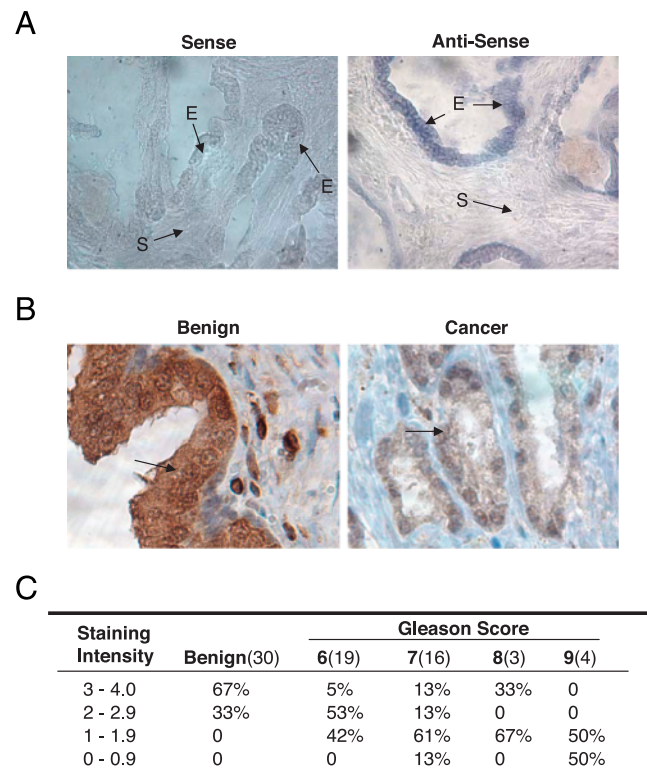 A
Sense
Anti-Sense
E
E
S
E
S
B
Benign
Cancer
C
Staining Intensity Benign(30) Gleason Score
6(19) 7(16) 8(3) 9(4)
3 - 4.0 67% 5% 13% 33% 0
2 - 2.9 33% 53% 13% 0 0
1 - 1.9 0 42% 61% 67% 50%
0 - 0.9 0 0 13% 0 50%